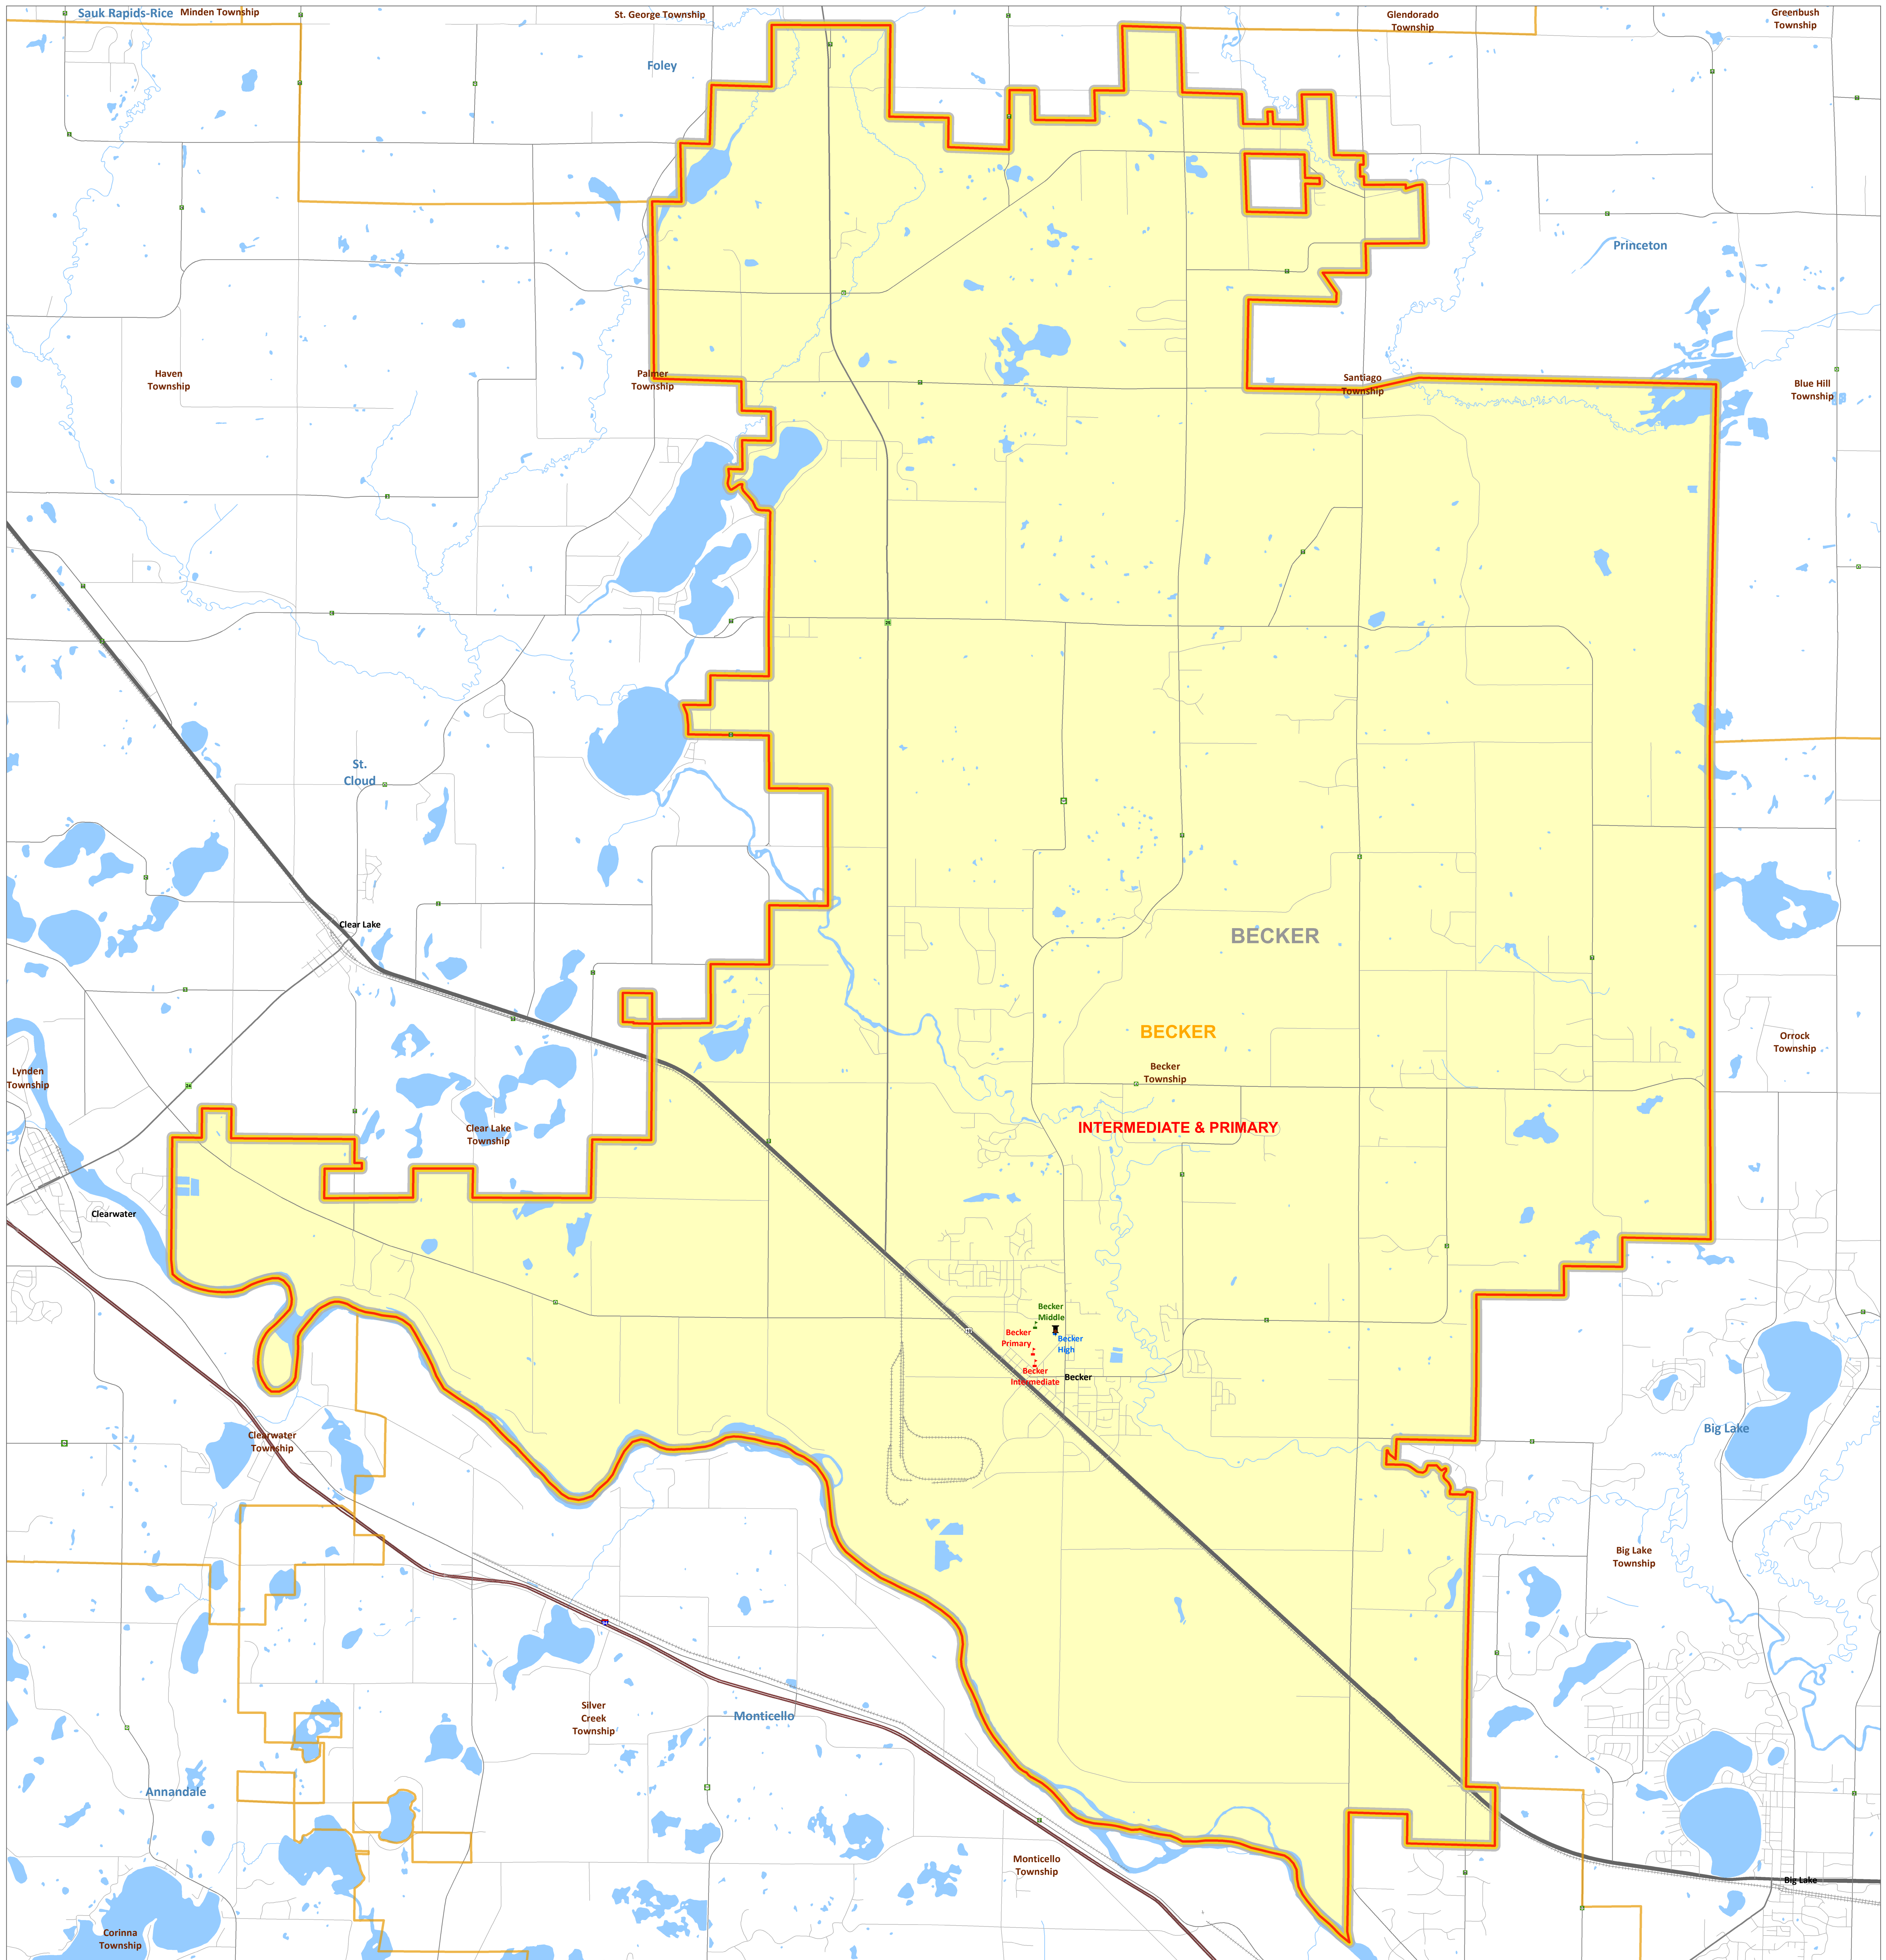 Sauk Rapids-Rice
Minden Township
St. George Township
Glendorado
Township
Greenbush
Township
Foley
Princeton
Haven
Township
Palmer
Township
Santiago
Township
Blue Hill
Township
St.
Cloud
Clear Lake
BECKER
BECKER
Orrock
Township
Lynden
Township
Becker
Township
Clear Lake
Township
INTERMEDIATE & PRIMARY
Clearwater
Becker
Middle
Becker
Primary
Becker
High
Becker
Intermediate
Becker
Clearwater
Township
Big Lake
Big Lake
Township
Silver
Creek
Township
Monticello
Annandale
Monticello
Township
Big Lake
Corinna
Township